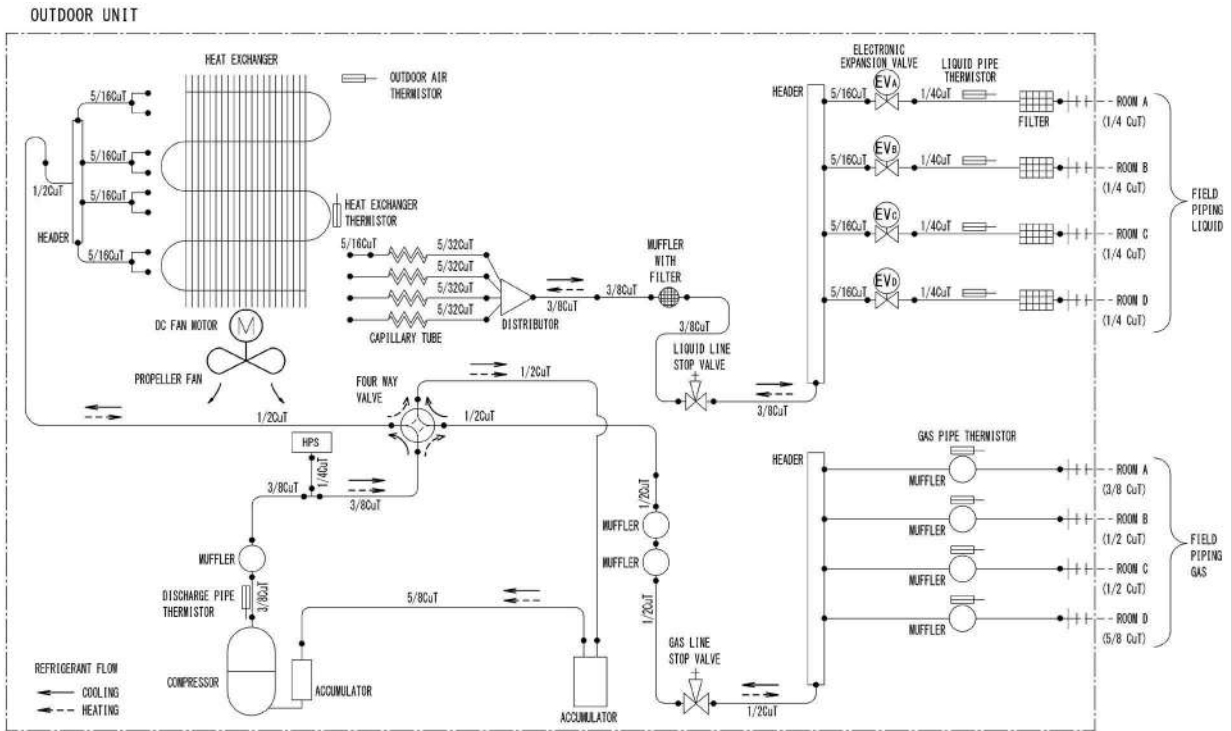 OUTDOOR UNIT
HEAT EXCHANGER
OUTDOOR AIR
THERMISTOR
5/16CuT
5/16CuT
5/16CuT
5/16CuT
1/2CuT
HEADER
HEAT EXCHANGER
THERMISTOR
DC FAN MOTOR
M
PROPELLER FAN
5/16CuT
5/32CuT
5/32CuT
5/32CuT
5/32CuT
CAPILLARY TUBE
DISTRIBUTOR
3/8CuT
3/8CuT
MUFFLER
WITH
FILTER
3/8CuT
LIQUID LINE
STOP VALVE
3/8CuT
HEADER
ELECTRONIC
EXPANSION VALVE
LIQUID PIPE
THERMISTOR
5/16CuT
EVA
1/4CuT
FILTER
ROOM A
(1/4 CuT)
5/16CuT
EVB
1/4CuT
ROOM B
(1/4 CuT)
5/16CuT
EVC
1/4CuT
ROOM C
(1/4 CuT)
5/16CuT
EVD
1/4CuT
ROOM D
(1/4 CuT)
FIELD
PIPING
LIQUID
1/2CuT
FOUR WAY
VALVE
1/2CuT
1/2CuT
HPS
1/4CuT
3/8CuT
3/8CuT
MUFFLER
DISCHARGE PIPE
THERMISTOR
3/8CuT
COMPRESSOR
ACCUMULATOR
5/8CuT
ACCUMULATOR
1/2CuT
MUFFLER
MUFFLER
1/2CuT
GAS LINE
STOP VALVE
1/2CuT
HEADER
GAS PIPE THERMISTOR
MUFFLER
ROOM A
(3/8 CuT)
MUFFLER
ROOM B
(1/2 CuT)
MUFFLER
ROOM C
(1/2 CuT)
MUFFLER
ROOM D
(5/8 CuT)
FIELD
PIPING
GAS
REFRIGERANT FLOW
COOLING
HEATING